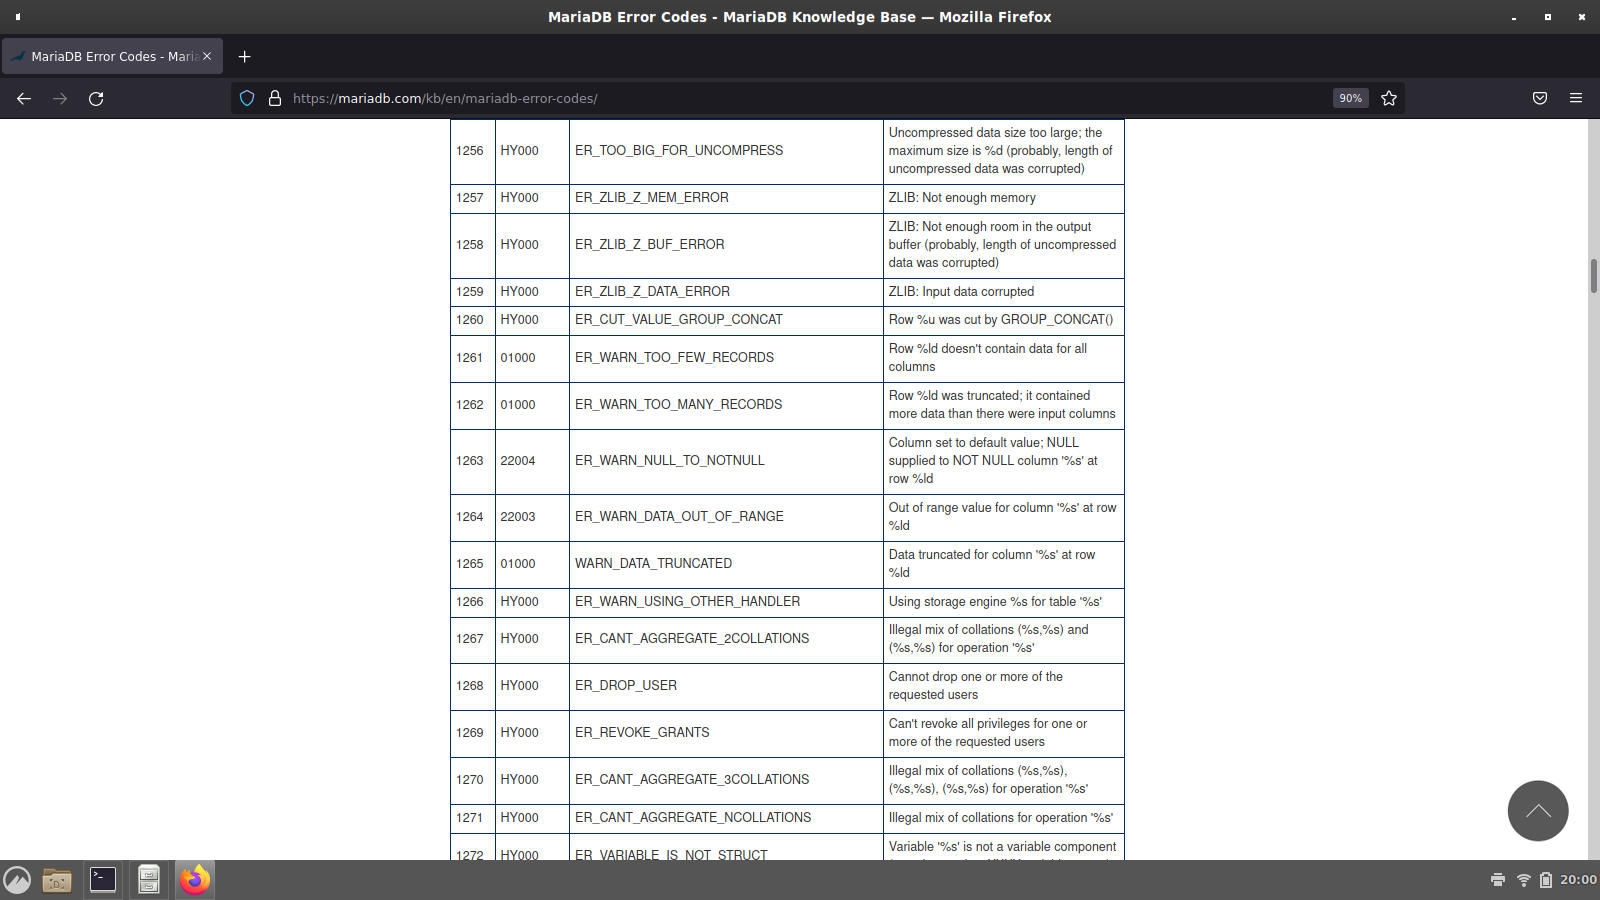 MariaDB Error Codes - MariaDB Knowledge Base — Mozilla Firefox
MariaDB Error Codes - Maria
https://mariadb.com/kb/en/mariadb-error-codes/
90%
1256 HY000 ER_TOO_BIG_FOR_UNCOMPRESS Uncompressed data size too large; the
maximum size is %d (probably, length of
uncompressed data was corrupted)
1257 HY000 ER_ZLIB_Z_MEM_ERROR ZLIB: Not enough memory
1258 HY000 ER_ZLIB_Z_BUF_ERROR ZLIB: Not enough room in the output
buffer (probably, length of uncompressed
data was corrupted)
1259 HY000 ER_ZLIB_Z_DATA_ERROR ZLIB: Input data corrupted
1260 HY000 ER_CUT_VALUE_GROUP_CONCAT Row %u was cut by GROUP_CONCAT()
1261 01000 ER_WARN_TOO_FEW_RECORDS Row %ld doesn't contain data for all
columns
1262 01000 ER_WARN_TOO_MANY_RECORDS Row %ld was truncated; it contained
more data than there were input columns
1263 22004 ER_WARN_NULL_TO_NOTNULL Column set to default value; NULL
supplied to NOT NULL column '%s' at
row %ld
1264 22003 ER_WARN_DATA_OUT_OF_RANGE Out of range value for column '%s' at row
%ld
1265 01000 WARN_DATA_TRUNCATED Data truncated for column '%s' at row
%ld
1266 HY000 ER_WARN_USING_OTHER_HANDLER Using storage engine %s for table '%s'
1267 HY000 ER_CANT_AGGREGATE_2COLLATIONS Illegal mix of collations (%s,%s) and
(%s,%s) for operation '%s'
1268 HY000 ER_DROP_USER Cannot drop one or more of the
requested users
1269 HY000 ER_REVOKE_GRANTS Can't revoke all privileges for one or
more of the requested users
1270 HY000 ER_CANT_AGGREGATE_3COLLATIONS Illegal mix of collations (%s,%s),
(%s,%s), (%s,%s) for operation '%s'
1271 HY000 ER_CANT_AGGREGATE_NCOLLATIONS Illegal mix of collations for operation '%s'
1272 HY000 ER_VARIABLE_IS_NOT_STRUCT Variable '%s' is not a variable component
20:00